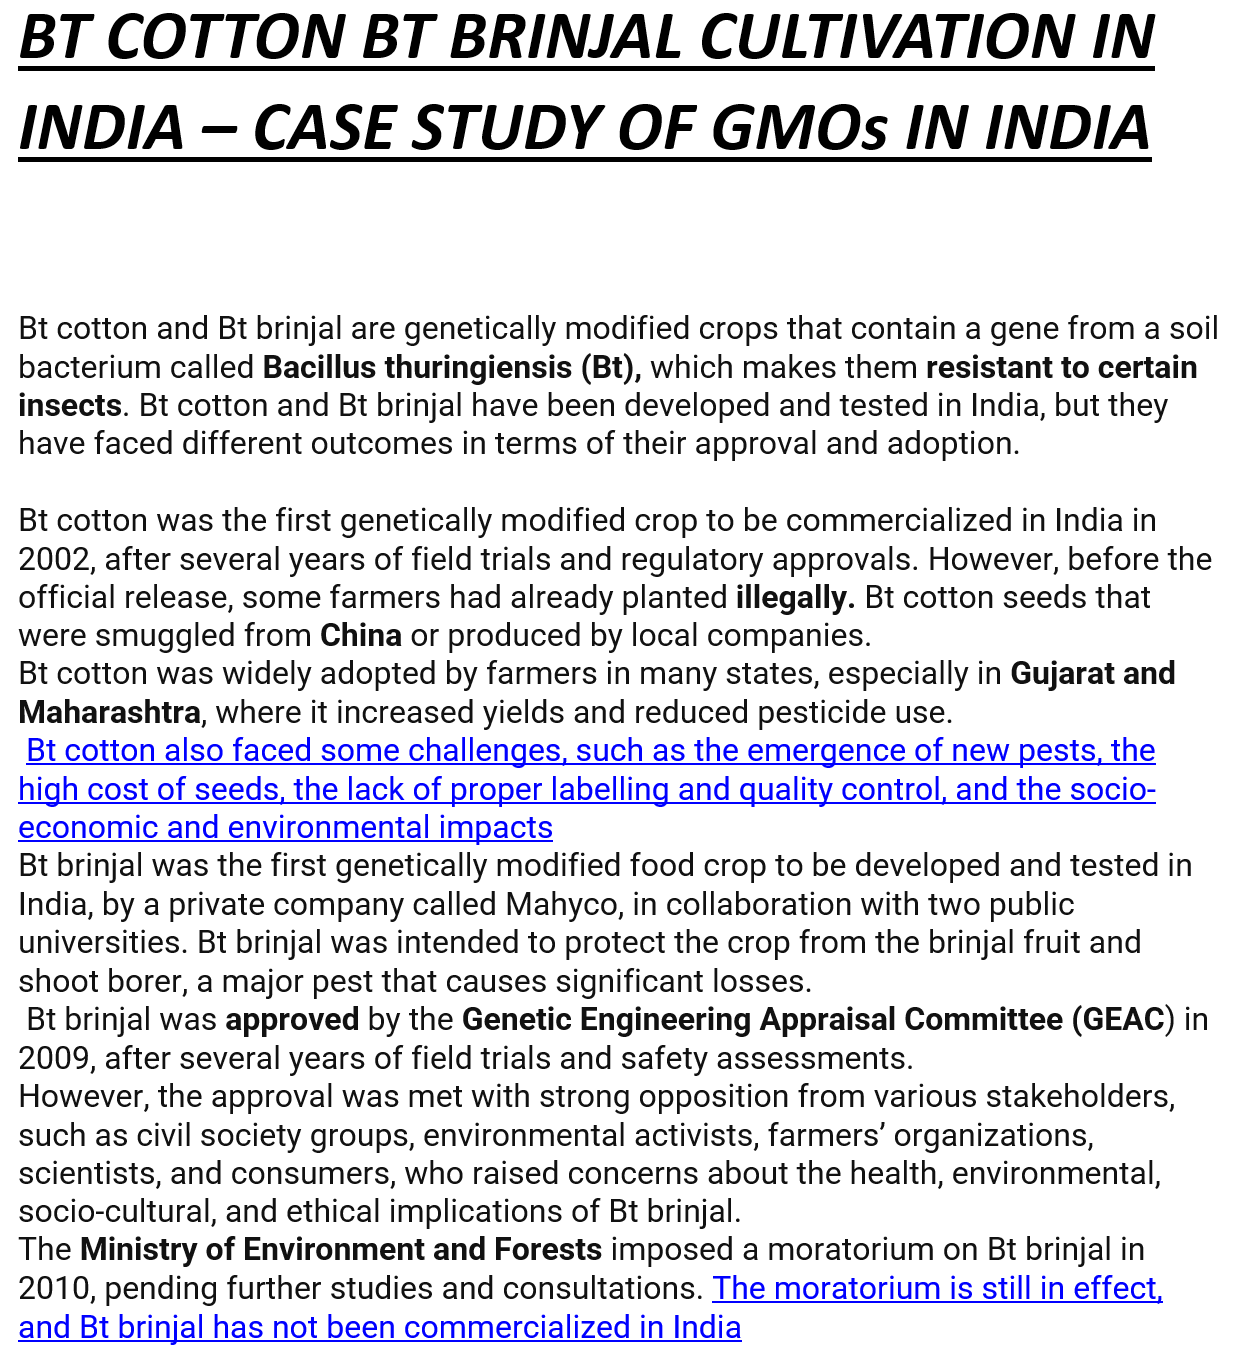 BT COTTON BT BRINJAL CULTIVATION IN
INDIA – CASE STUDY OF GMOs IN INDIA
Bt cotton and Bt brinjal are genetically modified crops that contain a gene from a soil
bacterium called Bacillus thuringiensis (Bt), which makes them resistant to certain
insects. Bt cotton and Bt brinjal have been developed and tested in India, but they
have faced different outcomes in terms of their approval and adoption.
Bt cotton was the first genetically modified crop to be commercialized in India in
2002, after several years of field trials and regulatory approvals. However, before the
official release, some farmers had already planted illegally. Bt cotton seeds that
were smuggled from China or produced by local companies.
Bt cotton was widely adopted by farmers in many states, especially in Gujarat and
Maharashtra, where it increased yields and reduced pesticide use.
Bt cotton also faced some challenges, such as the emergence of new pests, the
high cost of seeds, the lack of proper labelling and quality control, and the socio-
economic and environmental impacts
Bt brinjal was the first genetically modified food crop to be developed and tested in
India, by a private company called Mahyco, in collaboration with two public
universities. Bt brinjal was intended to protect the crop from the brinjal fruit and
shoot borer, a major pest that causes significant losses.
Bt brinjal was approved by the Genetic Engineering Appraisal Committee (GEAC) in
2009, after several years of field trials and safety assessments.
However, the approval was met with strong opposition from various stakeholders,
such as civil society groups, environmental activists, farmers’ organizations,
scientists, and consumers, who raised concerns about the health, environmental,
socio-cultural, and ethical implications of Bt brinjal.
The Ministry of Environment and Forests imposed a moratorium on Bt brinjal in
2010, pending further studies and consultations. The moratorium is still in effect,
and Bt brinjal has not been commercialized in India